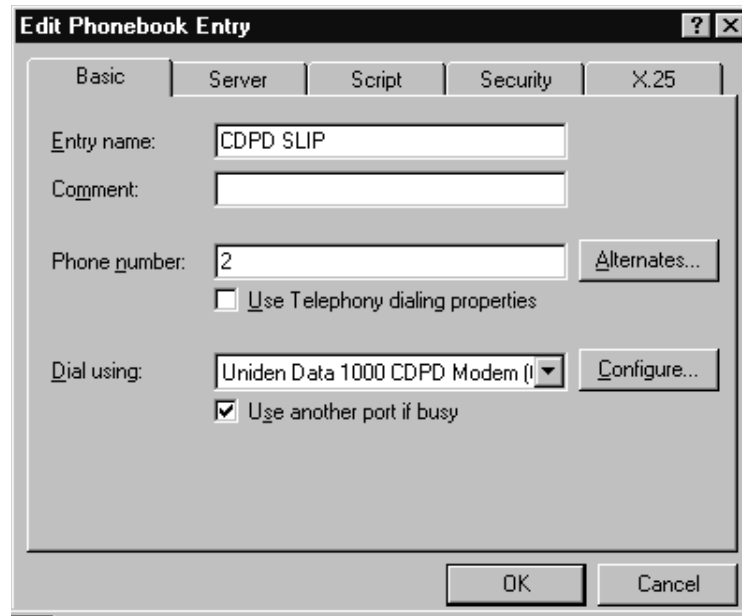 Edit Phonebook Entry
Basic Server Script Security X.25
Entry name: CDPD SLIP
Comment:
Phone number: 2 Alternates...
Use Telephony dialing properties
Dial using: Uniden Data 1000 CDPD Modem Configure...
Use another port if busy
OK Cancel